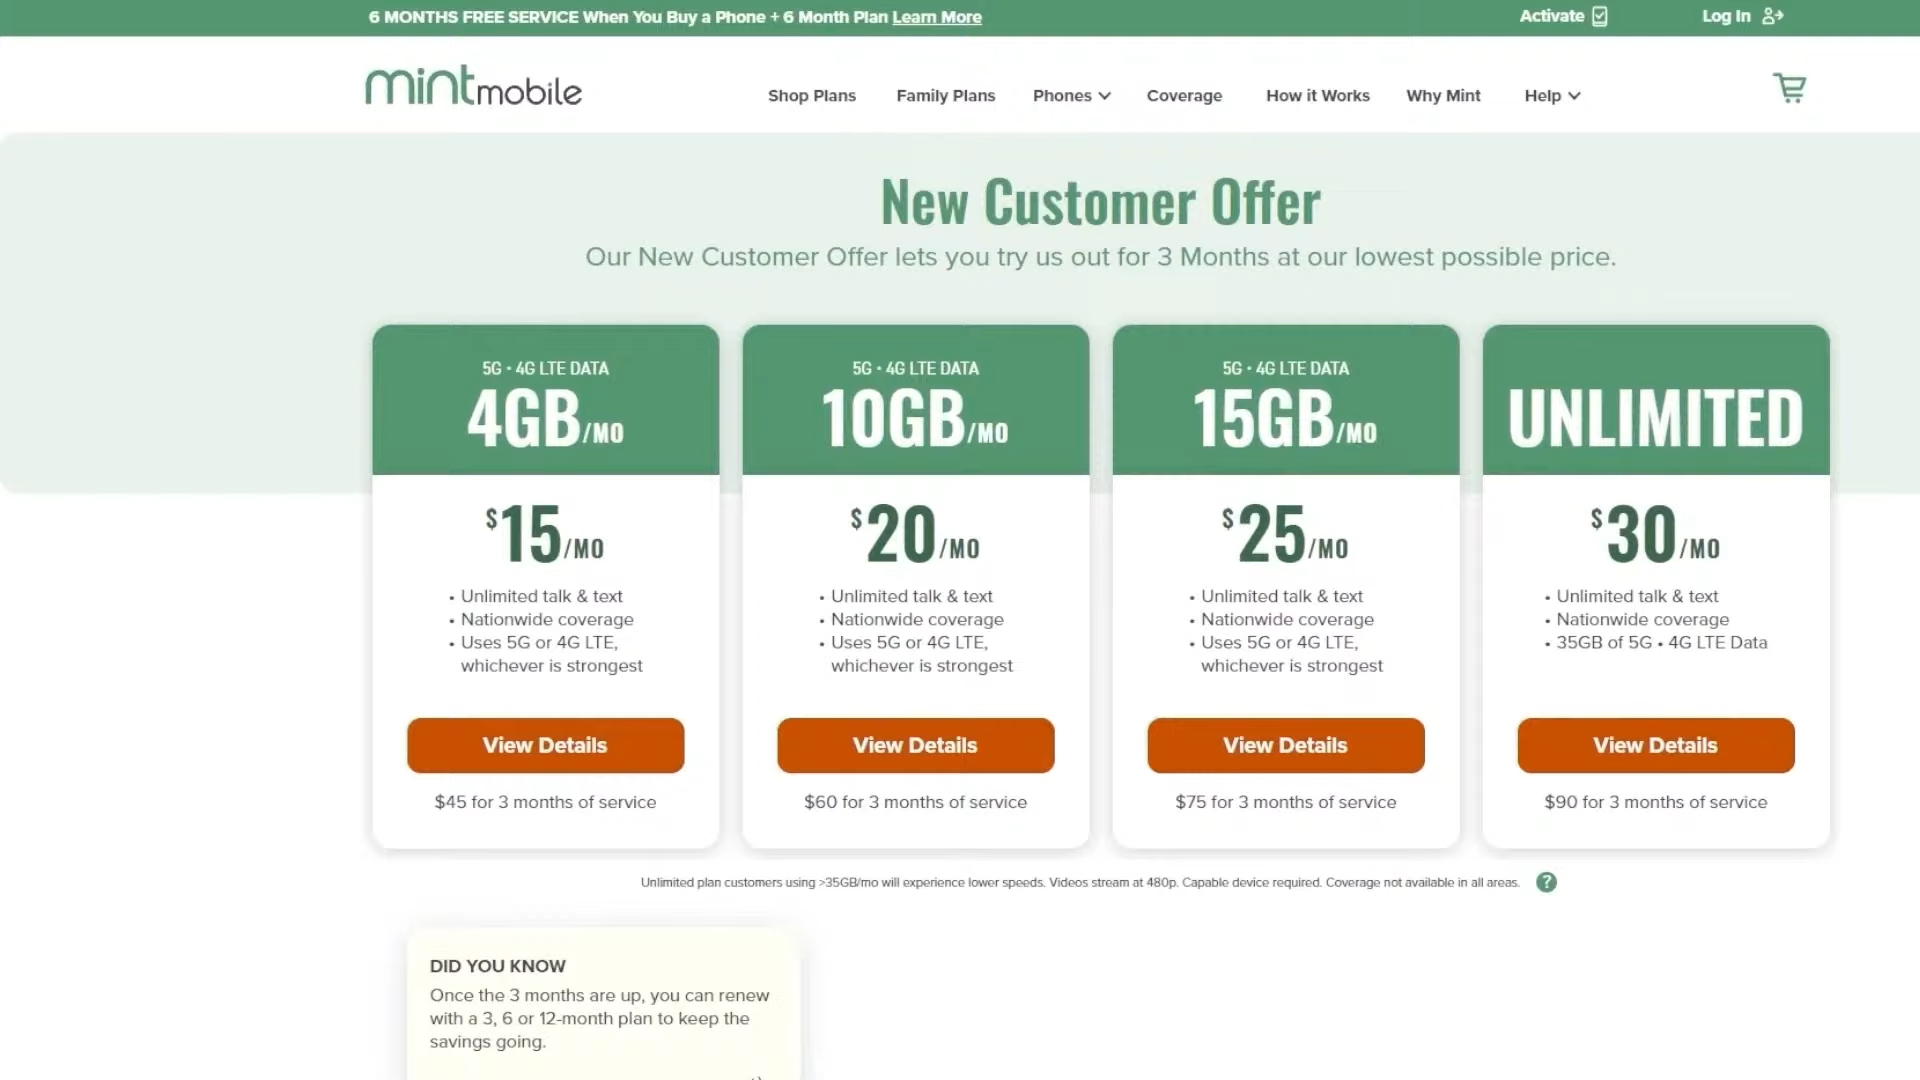 6 MONTHS FREE SERVICE When You Buy a Phone + 6 Month Plan Learn More
Activate
Log In
mintmobile
Shop Plans
Family Plans
Phones
Coverage
How it Works
Why Mint
Help
New Customer Offer
Our New Customer Offer lets you try us out for 3 Months at our lowest possible price.
5G • 4G LTE DATA
4GB/MO
$15/MO
• Unlimited talk & text
• Nationwide coverage
• Uses 5G or 4G LTE,
whichever is strongest
View Details
$45 for 3 months of service
5G • 4G LTE DATA
10GB/MO
$20/MO
• Unlimited talk & text
• Nationwide coverage
• Uses 5G or 4G LTE,
whichever is strongest
View Details
$60 for 3 months of service
5G • 4G LTE DATA
15GB/MO
$25/MO
• Unlimited talk & text
• Nationwide coverage
• Uses 5G or 4G LTE,
whichever is strongest
View Details
$75 for 3 months of service
UNLIMITED
$30/MO
• Unlimited talk & text
• Nationwide coverage
• 35GB of 5G • 4G LTE Data
View Details
$90 for 3 months of service
Unlimited plan customers using >35GB/mo will experience lower speeds. Videos stream at 480p. Capable device required. Coverage not available in all areas. ?
DID YOU KNOW
Once the 3 months are up, you can renew
with a 3, 6 or 12-month plan to keep the
savings going.